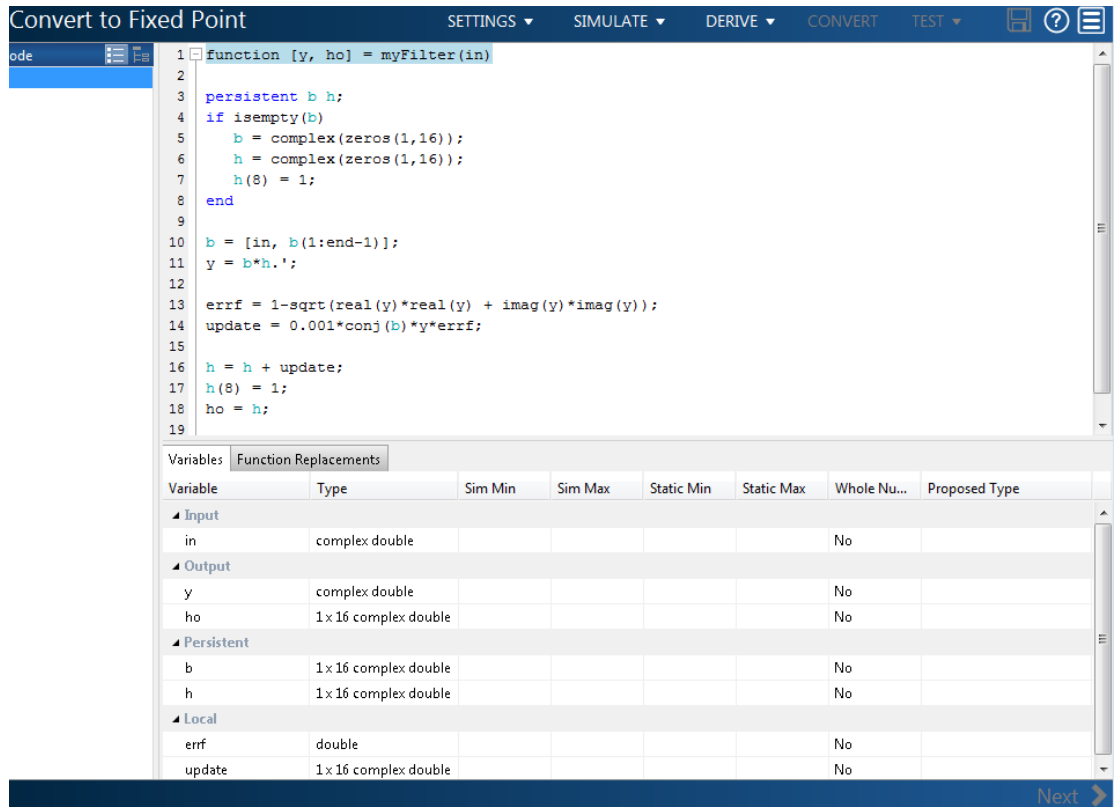 Convert to Fixed Point SETTINGS ▼ SIMULATE ▼ DERIVE ▼ CONVERT TEST ▼
ode
1 function [y, ho] = myFilter(in)
2
3 persistent b h;
4 if isempty(b)
5 b = complex(zeros(1,16));
6 h = complex(zeros(1,16));
7 h(8) = 1;
8 end
9
10 b = [in, b(1:end-1)];
11 y = b*h.';
12
13 errf = 1-sqrt(real(y)*real(y) + imag(y)*imag(y));
14 update = 0.001*conj(b)*y*errf;
15
16 h = h + update;
17 h(8) = 1;
18 ho = h;
19
Variables Function Replacements
Variable Type Sim Min Sim Max Static Min Static Max Whole Nu... Proposed Type
Input
in complex double No
Output
y complex double No
ho 1 x 16 complex double No
Persistent
b 1 x 16 complex double No
h 1 x 16 complex double No
Local
errf double No
update 1 x 16 complex double No
Next